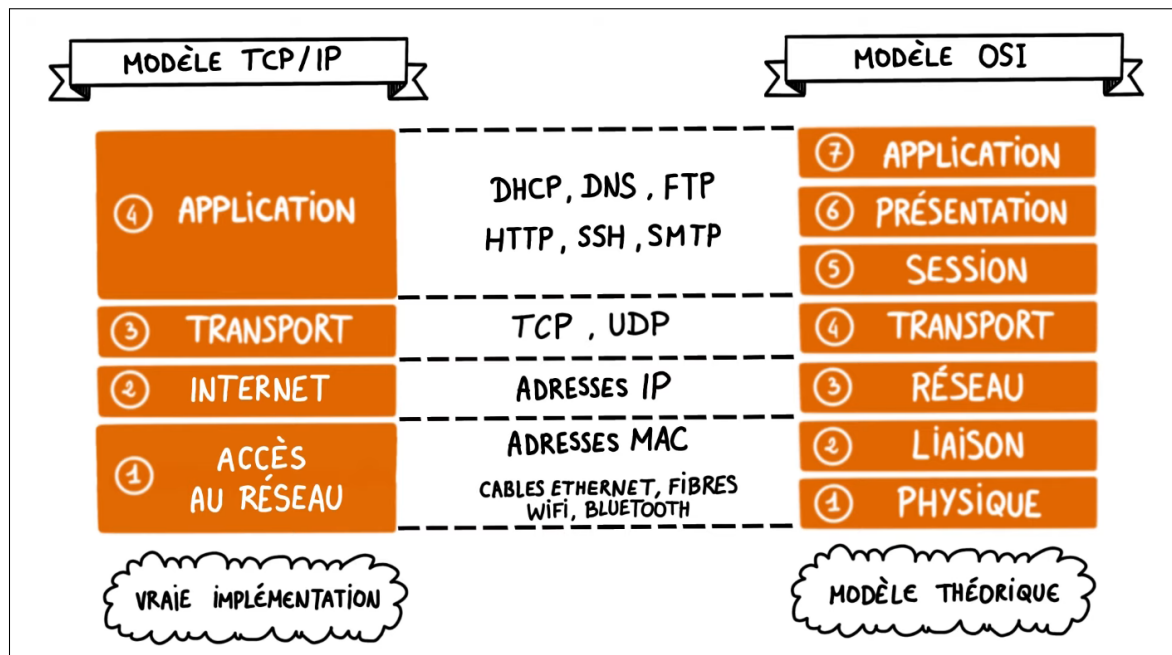 MODÈLE TCP/IP
④ APPLICATION
③ TRANSPORT
② INTERNET
① ACCÈS
AU RÉSEAU
VRAIE IMPLÉMENTATION
DHCP, DNS, FTP
HTTP, SSH, SMTP
TCP, UDP
ADRESSES IP
ADRESSES MAC
CABLES ETHERNET, FIBRES
WIFI, BLUETOOTH
MODÈLE OSI
⑦ APPLICATION
⑥ PRÉSENTATION
⑤ SESSION
④ TRANSPORT
③ RÉSEAU
② LIAISON
① PHYSIQUE
MODÈLE THÉORIQUE